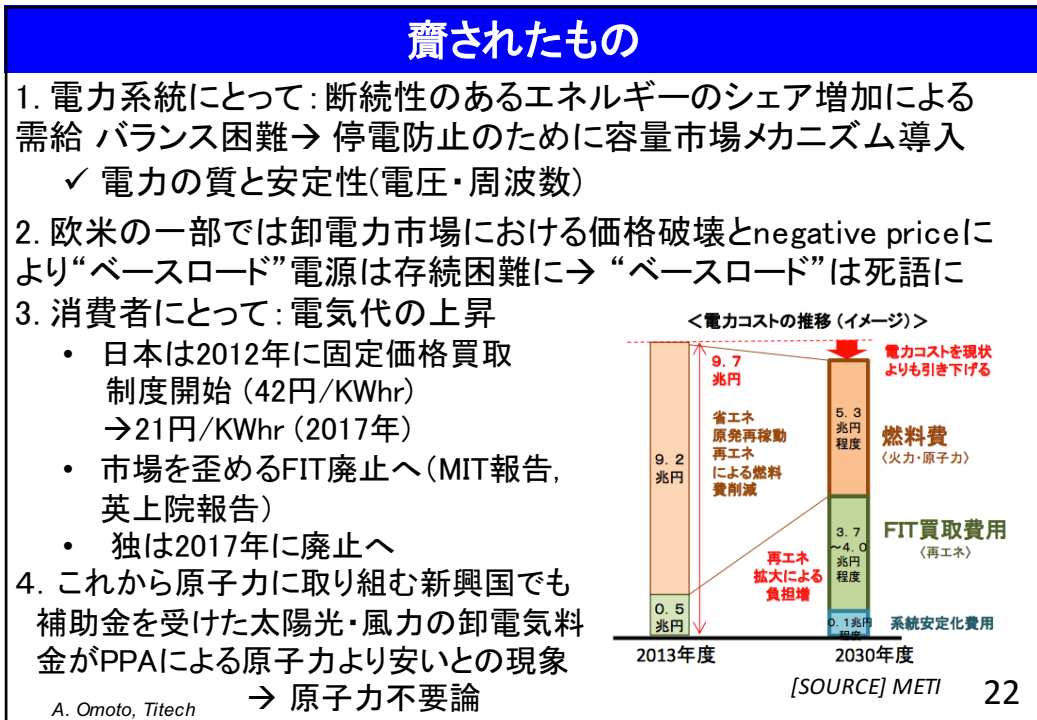 齎されたもの
1. 電力系統にとって:断続性のあるエネルギーのシェア増加による
需給 バランス困難→ 停電防止のために容量市場メカニズム導入
✓ 電力の質と安定性(電圧・周波数)
2. 欧米の一部では卸電力市場における価格破壊とnegative priceに
より“ベースロード”電源は存続困難に→ “ベースロード”は死語に
3. 消費者にとって:電気代の上昇
• 日本は2012年に固定価格買取
制度開始 (42円/KWhr)
→21円/KWhr (2017年)
• 市場を歪めるFIT廃止へ(MIT報告,
英上院報告)
• 独は2017年に廃止へ
4. これから原子力に取り組む新興国でも
補助金を受けた太陽光・風力の卸電気料
金がPPAによる原子力より安いとの現象
→ 原子力不要論
<電力コストの推移(イメージ)>
9.7
兆円
電力コストを現状
よりも引き下げる
省エネ
原発再稼動
再エネ
による燃料
費削減
9.2
兆円
5.3
兆円
程度
燃料費
〈火力・原子力〉
3.7
~4.0
兆円
程度
FIT買取費用
〈再エネ〉
再エネ
拡大による
負担増
0.5
兆円
0.1兆円
程度
系統安定化費用
2013年度
2030年度
[SOURCE] METI
22
A. Omoto, Titech